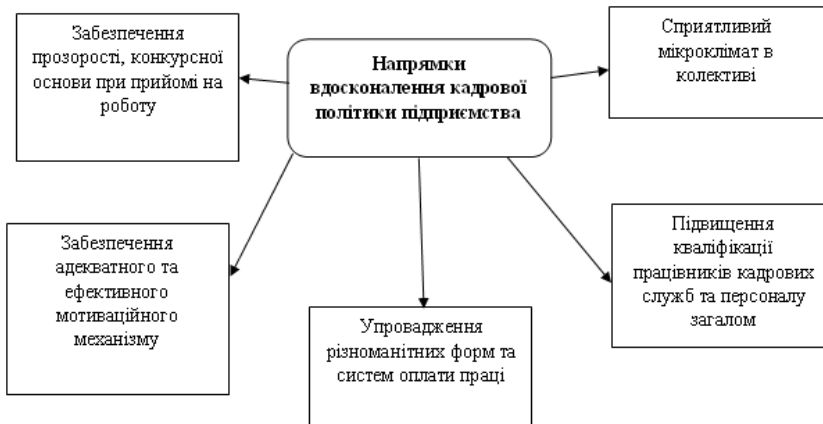 Забезпечення
прозорості, конкурсної
основи при прийомі на
роботу
Напрямки
вдосконалення кадрової
політики підприємства
Сприятливий
мікроклімат в
колективі
Забезпечення
адекватного та
ефективного
мотиваційного
механізму
Упровадження
різноманітних форм та
систем оплати праці
Підвищення
кваліфікації
працівників кадрових
служб та персоналу
загалом